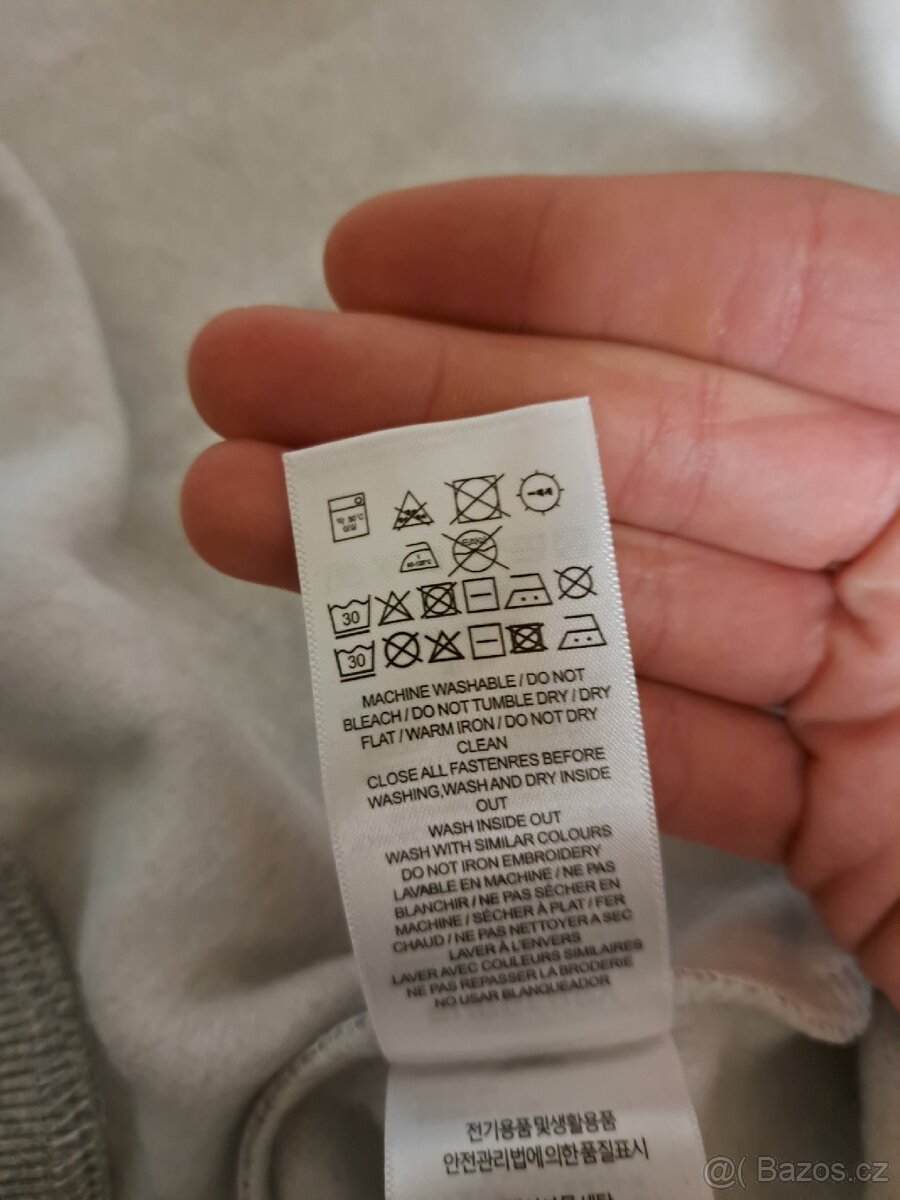 30
30
MACHINE WASHABLE / DO NOT
BLEACH / DO NOT TUMBLE DRY / DRY
FLAT / WARM IRON / DO NOT DRY
CLEAN
CLOSE ALL FASTENRES BEFORE
WASHING,WASH AND DRY INSIDE
OUT
WASH INSIDE OUT
WASH WITH SIMILAR COLOURS
DO NOT IRON EMBROIDERY
LAVABLE EN MACHINE / NE PAS
BLANCHIR / NE PAS SÉCHER EN
MACHINE / SÉCHER À PLAT / FER
CHAUD / NE PAS NETTOYER A SEC
LAVER À L'ENVERS
LAVER AVEC COULEURS SIMILAIRES
NE PAS REPASSER LA BRODERIE
NO USAR BLANQUEADOR
전기용품및생활용품
안전관리법에의한품질표시
@( Bazos.cz